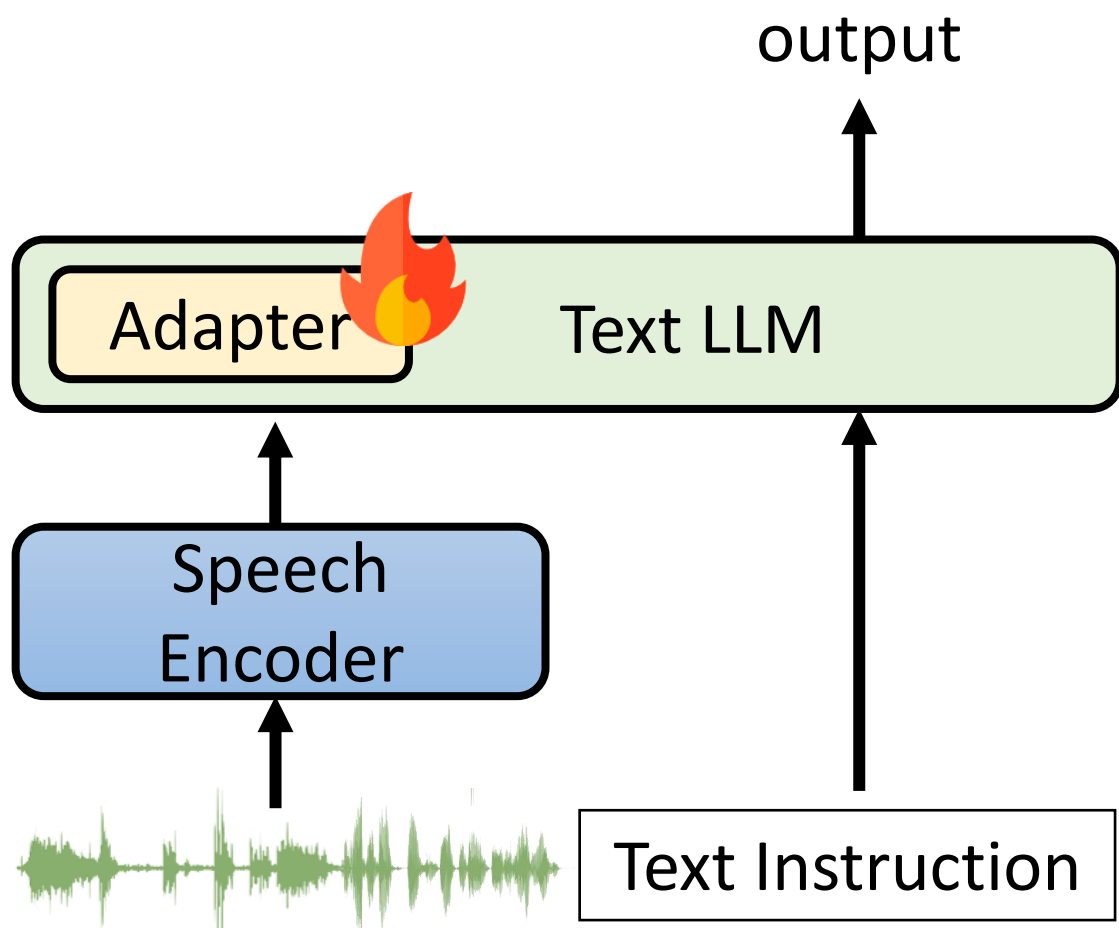 output
Adapter
Text LLM
Speech
Encoder
Text Instruction